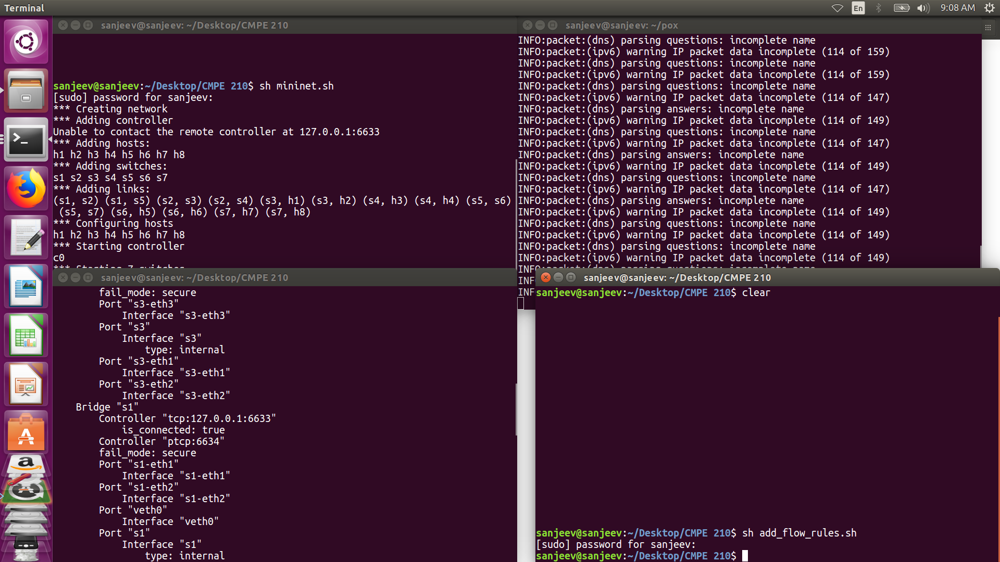 Terminal
En
9:08 AM
sanjeev@sanjeev: ~/Desktop/CMPE 210
sanjeev@sanjeev:~/Desktop/CMPE 210$ sh mininet.sh
[sudo] password for sanjeev:
*** Creating network
*** Adding controller
Unable to contact the remote controller at 127.0.0.1:6633
*** Adding hosts:
h1 h2 h3 h4 h5 h6 h7 h8
*** Adding switches:
s1 s2 s3 s4 s5 s6 s7
*** Adding links:
(s1, s2) (s1, s5) (s2, s3) (s2, s4) (s3, h1) (s3, h2) (s4, h3) (s4, h4) (s5, s6)
(s5, s7) (s6, h5) (s6, h6) (s7, h7) (s7, h8)
*** Configuring hosts
h1 h2 h3 h4 h5 h6 h7 h8
*** Starting controller
c0
*** Starting 7 switches
sanjeev@sanjeev: ~/pox
INFO:packet:(dns) parsing questions: incomplete name
INFO:packet:(ipv6) warning IP packet data incomplete (114 of 159)
INFO:packet:(dns) parsing questions: incomplete name
INFO:packet:(ipv6) warning IP packet data incomplete (114 of 159)
INFO:packet:(dns) parsing questions: incomplete name
INFO:packet:(ipv6) warning IP packet data incomplete (114 of 147)
INFO:packet:(dns) parsing answers: incomplete name
INFO:packet:(ipv6) warning IP packet data incomplete (114 of 149)
INFO:packet:(dns) parsing questions: incomplete name
INFO:packet:(ipv6) warning IP packet data incomplete (114 of 147)
INFO:packet:(dns) parsing answers: incomplete name
INFO:packet:(ipv6) warning IP packet data incomplete (114 of 149)
INFO:packet:(dns) parsing questions: incomplete name
INFO:packet:(ipv6) warning IP packet data incomplete (114 of 147)
INFO:packet:(dns) parsing answers: incomplete name
INFO:packet:(ipv6) warning IP packet data incomplete (114 of 149)
INFO:packet:(dns) parsing questions: incomplete name
INFO:packet:(ipv6) warning IP packet data incomplete (114 of 149)
INFO:packet:(dns) parsing questions: incomplete name
INFO:packet:(ipv6) warning IP packet data incomplete (114 of 149)
INFO:packet:(dns) parsing questions: incomplete name
INF
INF
sanjeev@sanjeev: ~/Desktop/CMPE 210
fail_mode: secure
Port "s3-eth3"
Interface "s3-eth3"
Port "s3"
Interface "s3"
type: internal
Port "s3-eth1"
Interface "s3-eth1"
Port "s3-eth2"
Interface "s3-eth2"
Bridge "s1"
Controller "tcp:127.0.0.1:6633"
is_connected: true
Controller "ptcp:6634"
fail_mode: secure
Port "s1-eth1"
Interface "s1-eth1"
Port "s1-eth2"
Interface "s1-eth2"
Port "veth0"
Interface "veth0"
Port "s1"
Interface "s1"
type: internal
sanjeev@sanjeev: ~/Desktop/CMPE 210
sanjeev@sanjeev:~/Desktop/CMPE 210$ clear
sanjeev@sanjeev:~/Desktop/CMPE 210$ sh add_flow_rules.sh
[sudo] password for sanjeev:
sanjeev@sanjeev:~/Desktop/CMPE 210$